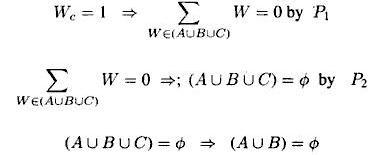 W_c = 1 ⇒ ∑ W = 0 by P_1
W∈(A∪B∪C)
∑ W = 0 ⇒; (A ∪ B ∪ C) = ϕ by P_2
W∈(A∪B∪C)
(A ∪ B ∪ C) = ϕ ⇒ (A ∪ B) = ϕ